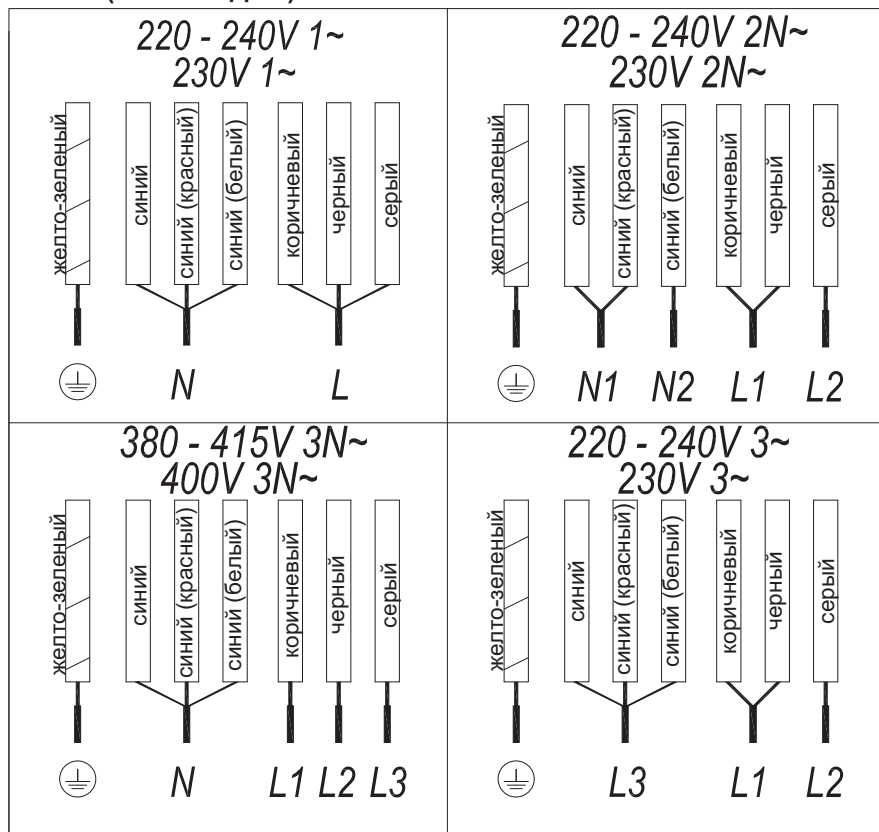 220 - 240V 1~
230V 1~
желто-зеленый
синий
синий (красный)
синий (белый)
коричневый
черный
серый
N
L
220 - 240V 2N~
230V 2N~
желто-зеленый
синий
синий (красный)
синий (белый)
коричневый
черный
серый
N1
N2
L1
L2
380 - 415V 3N~
400V 3N~
желто-зеленый
синий
синий (красный)
синий (белый)
коричневый
черный
серый
N
L1
L2
L3
220 - 240V 3~
230V 3~
желто-зеленый
синий
синий (красный)
синий (белый)
коричневый
черный
серый
L3
L1
L2